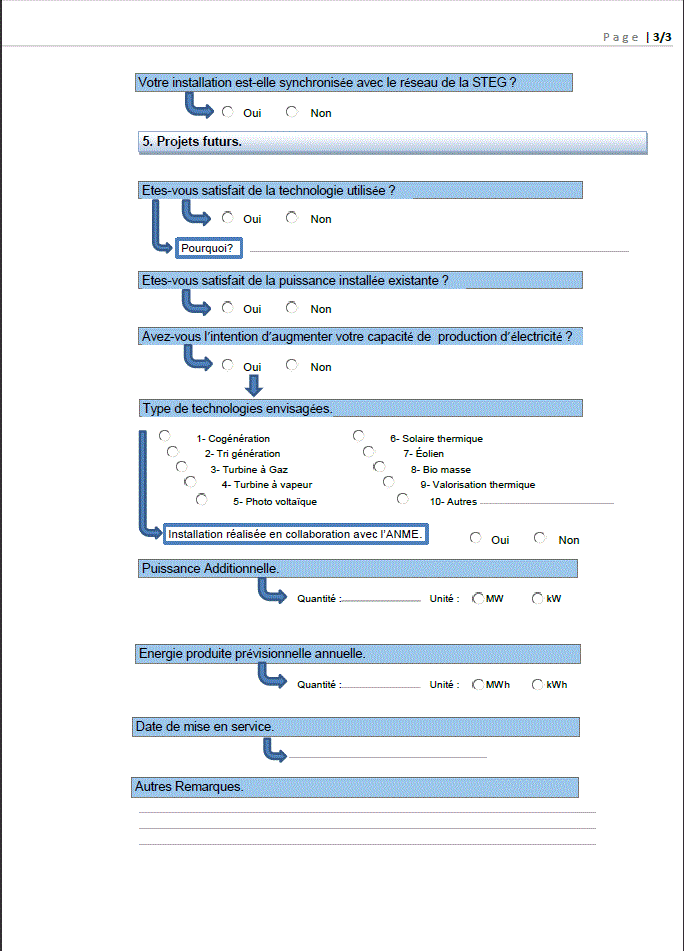 Page | 3/3
Votre installation est-elle synchronisée avec le réseau de la STEG ?
Oui Non
5. Projets futurs.
Etes-vous satisfait de la technologie utilisée ?
Oui Non
Pourquoi?
Etes-vous satisfait de la puissance installée existante ?
Oui Non
Avez-vous l'intention d'augmenter votre capacité de production d'électricité ?
Oui Non
Type de technologies envisagées.
1- Cogénération 6- Solaire thermique
2- Tri génération 7- Éolien
3- Turbine à Gaz 8- Bio masse
4- Turbine à vapeur 9- Valorisation thermique
5- Photo voltaïque 10- Autres
Installation réalisée en collaboration avec l'ANME. Oui Non
Puissance Additionnelle.
Quantité : Unité : MW kW
Energie produite prévisionnelle annuelle.
Quantité : Unité : MWh kWh
Date de mise en service.
Autres Remarques.